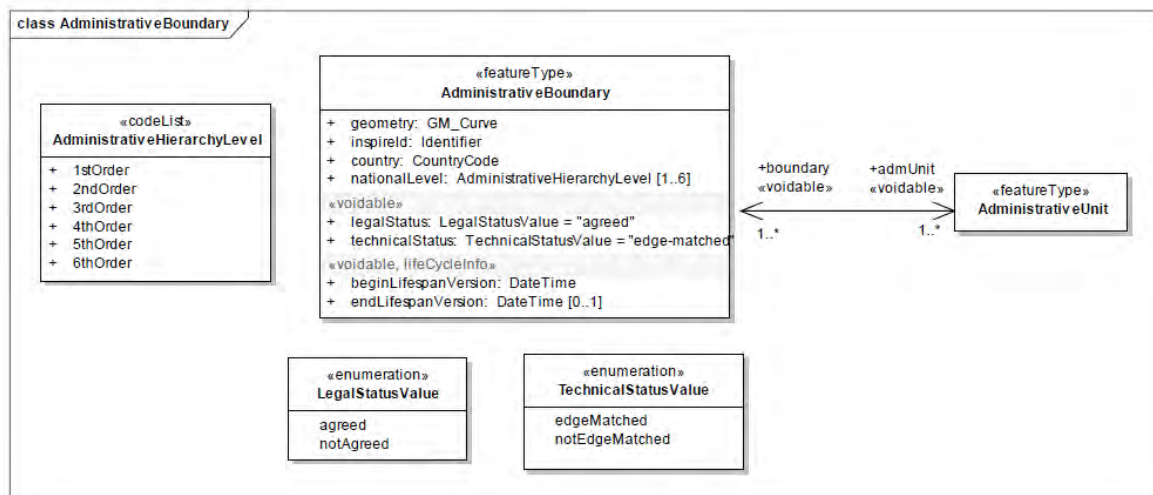 class AdministrativeBoundary
«codeList»
AdministrativeHierarchyLevel
+ 1stOrder
+ 2ndOrder
+ 3rdOrder
+ 4thOrder
+ 5thOrder
+ 6thOrder
«featureType»
AdministrativeBoundary
+ geometry: GM_Curve
+ inspireId: Identifier
+ country: CountryCode
+ nationalLevel: AdministrativeHierarchyLevel [1..6]
«voidable»
+ legalStatus: LegalStatusValue = "agreed"
+ technicalStatus: TechnicalStatusValue = "edge-matched"
«voidable, lifeCycleInfo»
+ beginLifespanVersion: DateTime
+ endLifespanVersion: DateTime [0..1]
+boundary
«voidable»
1..*
+admUnit
«voidable»
1..*
«featureType»
AdministrativeUnit
«enumeration»
LegalStatusValue
agreed
notAgreed
«enumeration»
TechnicalStatusValue
edgeMatched
notEdgeMatched